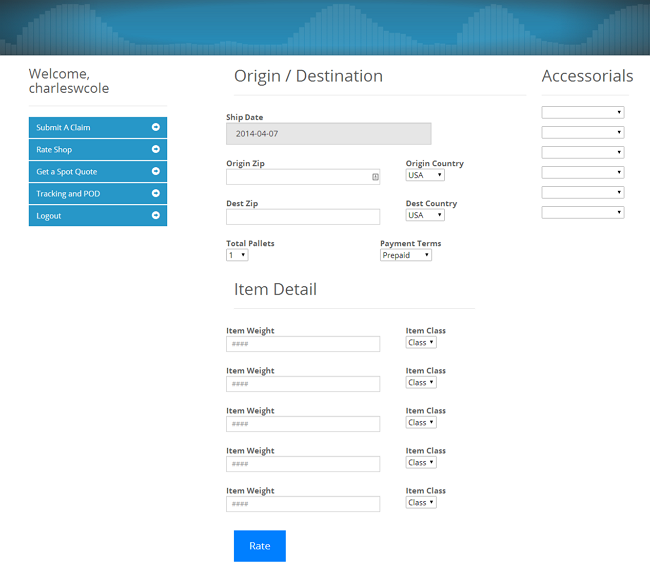 Welcome,
charleswcole
Submit A Claim
Rate Shop
Get a Spot Quote
Tracking and POD
Logout
Origin / Destination
Ship Date
2014-04-07
Origin Zip
Origin Country
USA
Dest Zip
Dest Country
USA
Total Pallets
Payment Terms
1
Prepaid
Item Detail
Item Weight
Item Class
####
Class
Item Weight
Item Class
####
Class
Item Weight
Item Class
####
Class
Item Weight
Item Class
####
Class
Item Weight
Item Class
####
Class
Rate
Accessorials